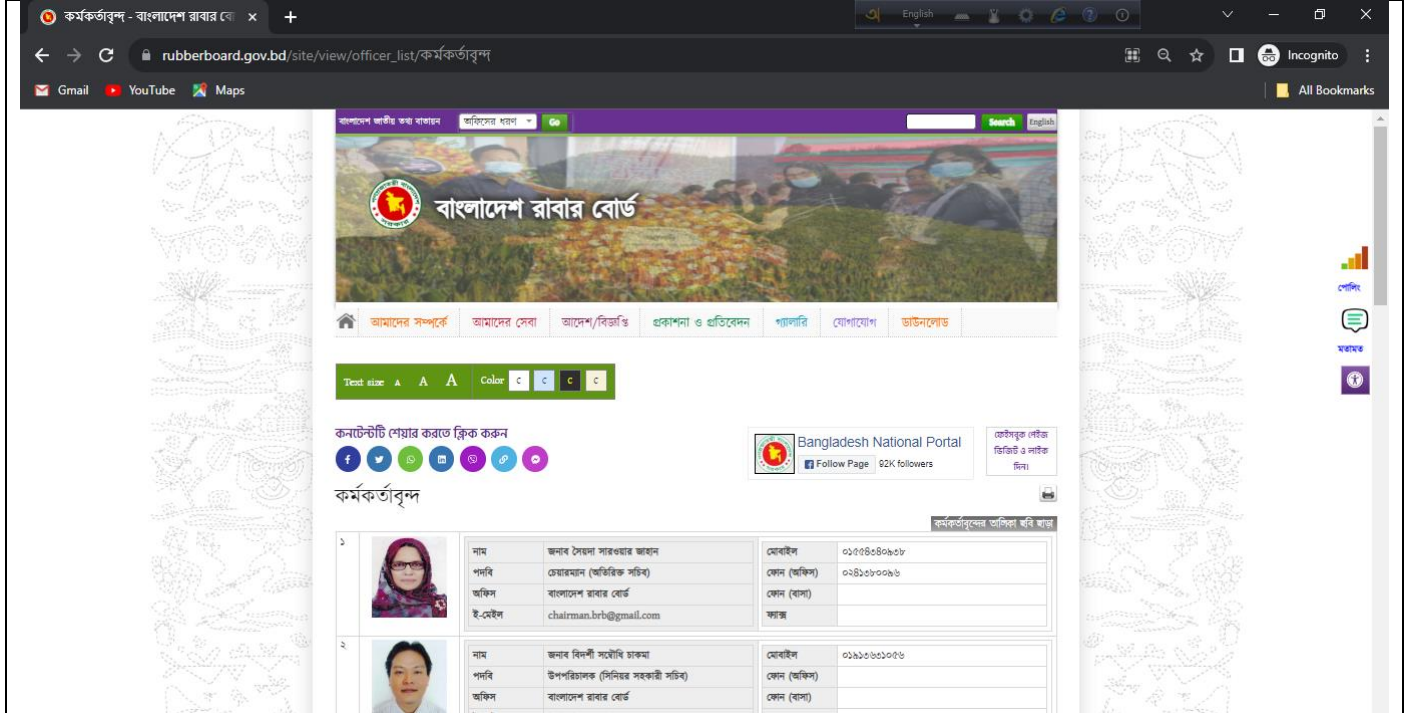 কর্মকর্তাবৃন্দ - বাংলাদেশ রাবার বো
English
rubberboard.gov.bd/site/view/officer_list/কর্মকর্তাবৃন্দ
Incognito
Gmail YouTube Maps
All Bookmarks
বাংলাদেশ জাতীয় তথ্য বাতায়ন অফিসের ধরণ Go Search English
বাংলাদেশ রাবার বোর্ড
আমাদের সম্পর্কে আমাদের সেবা আদেশ/বিজ্ঞপ্তি প্রকাশনা ও প্রতিবেদন গ্যালারি যোগাযোগ ডাউনলোড
পোলিং
মতামত
Text size A A A Color C C C C
কনটেন্টটি শেয়ার করতে ক্লিক করুন
Bangladesh National Portal
Follow Page 92K followers
ফেইসবুক পেইজ
ভিজিট ও লাইক
দিন।
কর্মকর্তাবৃন্দ
কর্মকর্তাবৃন্দের তালিকা ছবি ছাড়া
১
নাম জনাব সৈয়দা সারওয়ার জাহান মোবাইল ০১৫৫৪৩৪০৯৩৮
পদবি চেয়ারম্যান (অতিরিক্ত সচিব) ফোন (অফিস) ০২৪১৩৮০০৯৬
অফিস বাংলাদেশ রাবার বোর্ড ফোন (বাসা)
ই-মেইল chairman.brb@gmail.com ফ্যাক্স
২
নাম জনাব বিদর্শী সম্বৌধি চাকমা মোবাইল ০১৯১৩৬৩১০৫৬
পদবি উপপরিচালক (সিনিয়র সহকারী সচিব) ফোন (অফিস)
অফিস বাংলাদেশ রাবার বোর্ড ফোন (বাসা)